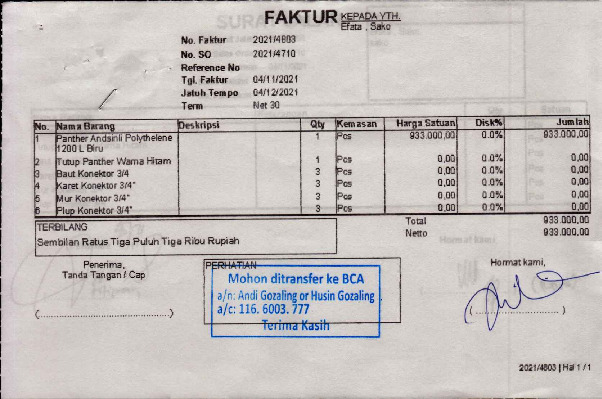 FAKTUR KEPADA YTH.
Efata , Sako
No. Faktur 2021/4803
No. SO 2021/4710
Reference No
Tgl. Faktur 04/11/2021
Jatuh Tempo 04/12/2021
Term Net 30
No. Nama Barang Deskripsi Qty Kemasan Harga Satuan Disk% Jumlah
1 Panther Andsinli Polythelene 1 Pcs 933.000,00 0.0% 933.000,00
1200 L Biru
2 Tutup Panther Warna Hitam 1 Pcs 0,00 0.0% 0,00
3 Baut Konektor 3/4 3 Pcs 0,00 0.0% 0,00
4 Karet Konektor 3/4" 3 Pcs 0,00 0.0% 0,00
5 Mur Konektor 3/4" 3 Pcs 0,00 0.0% 0,00
6 Plup Konektor 3/4" 3 Pcs 0,00 0.0% 0,00
TERBILANG Total 933.000,00
Netto 933.000,00
Sembilan Ratus Tiga Puluh Tiga Ribu Rupiah
Penerima, PERHATIAN Hormat kami,
Tanda Tangan / Cap
Mohon ditransfer ke BCA
a/n: Andi Gozaling or Husin Gozaling
a/c: 116. 6003. 777
Terima Kasih
(..............................) (..............................)
2021/4803 | Hal 1 / 1